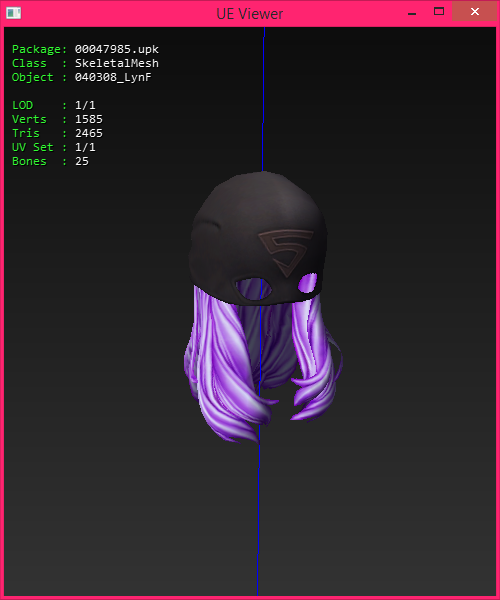 UE Viewer
Package: 00047985.upk
Class : SkeletalMesh
Object : 040308_LynF
LOD : 1/1
Verts : 1585
Tris : 2465
UV Set : 1/1
Bones : 25